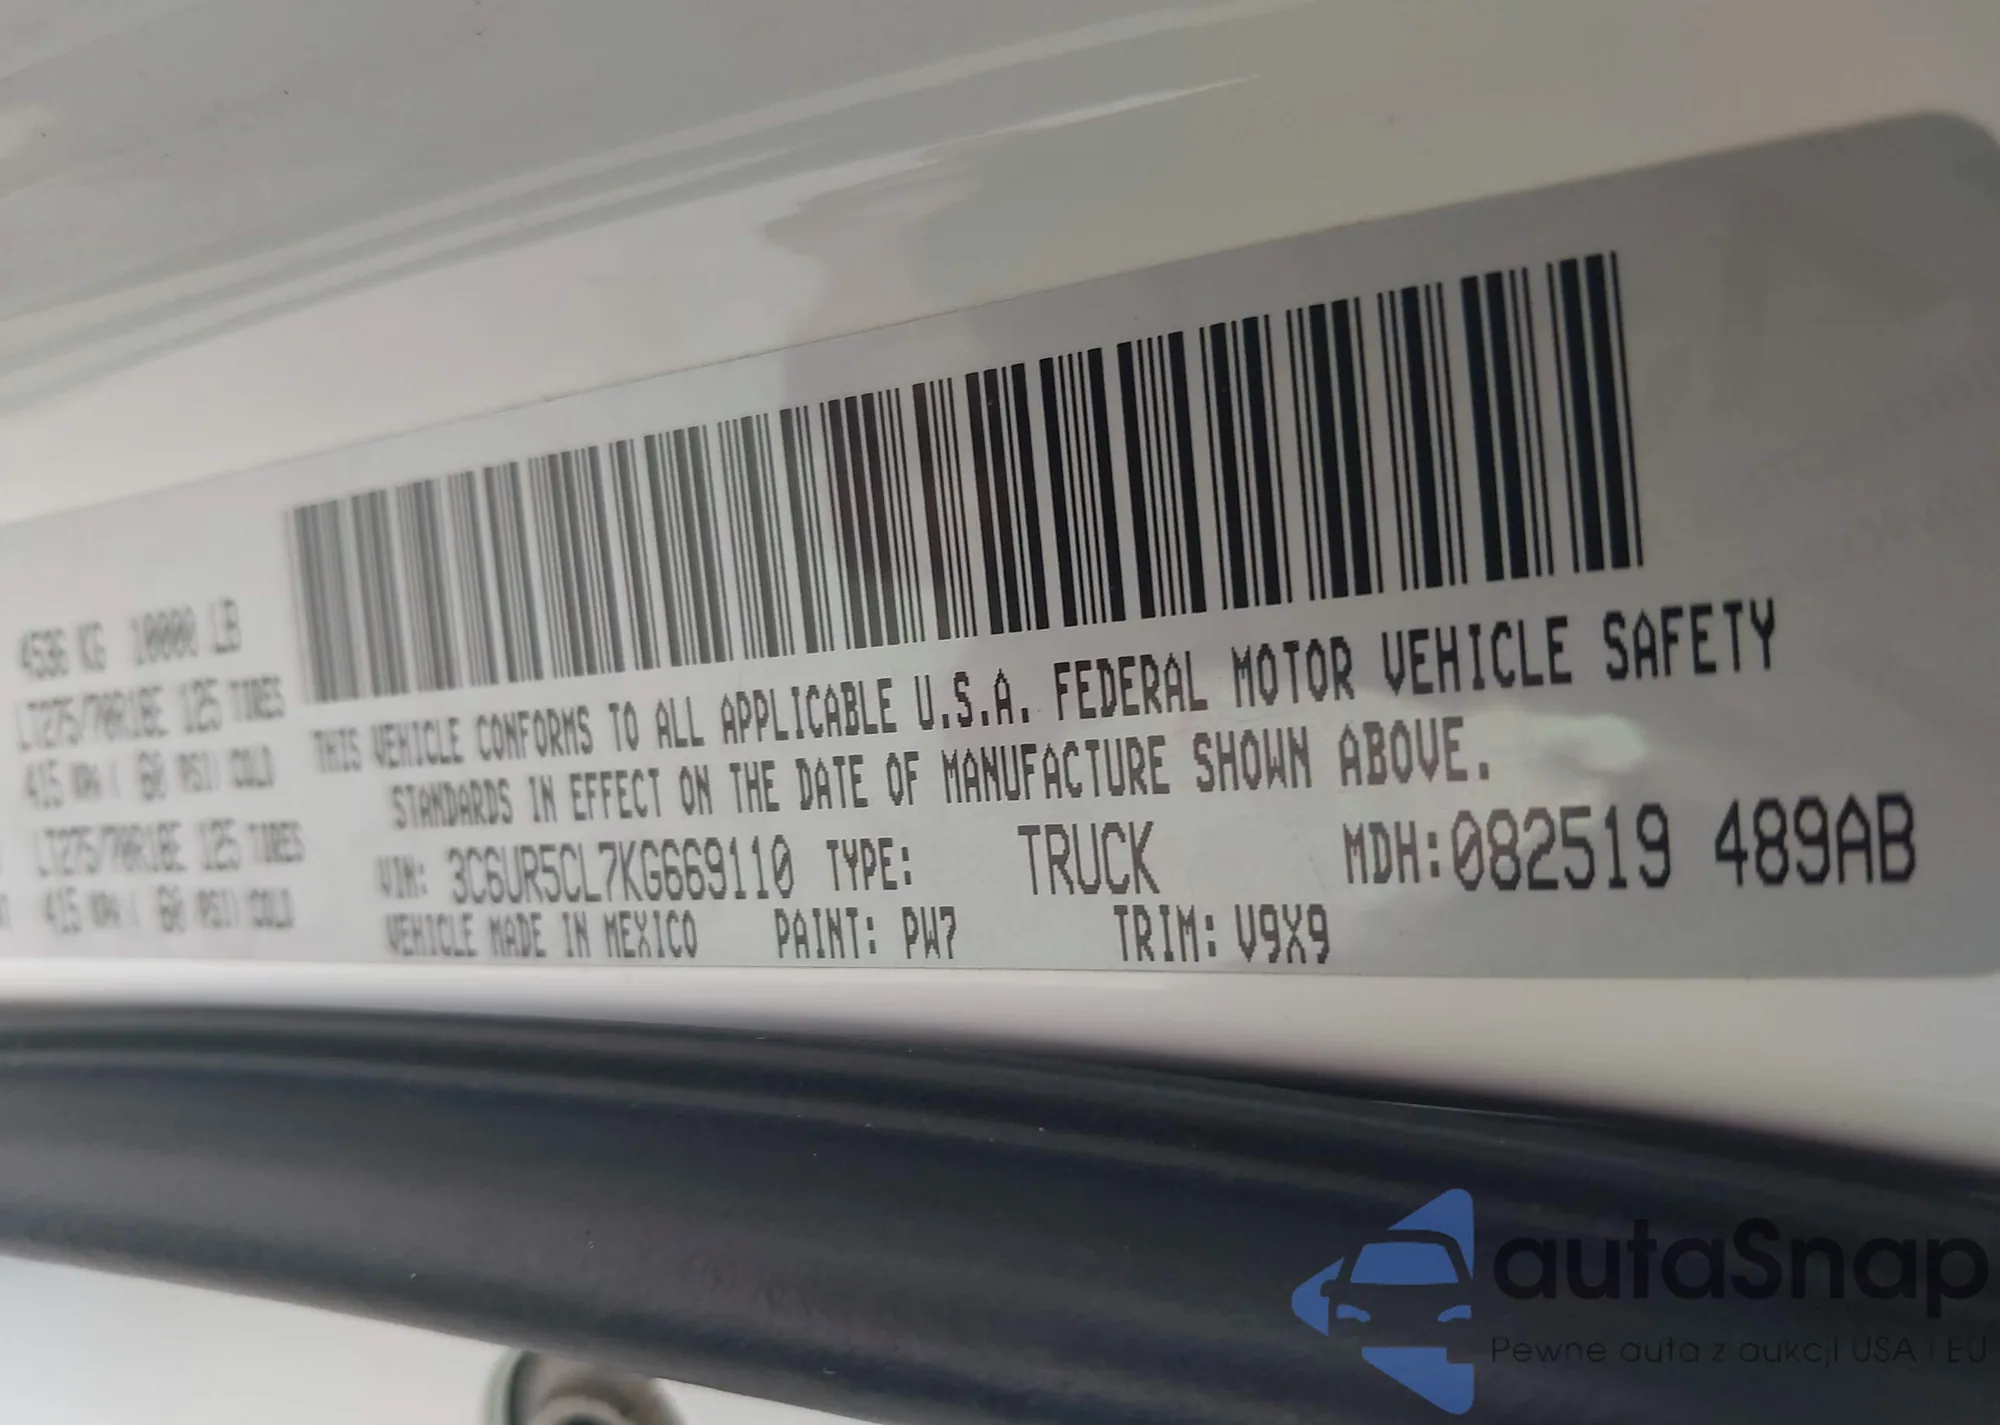 4536 KG 10000 LB
LT275/70R18E 125 TIRES
415 KPA ( 60 PSI) COLD
LT275/70R18E 125 TIRES
415 KPA ( 60 PSI) COLD
THIS VEHICLE CONFORMS TO ALL APPLICABLE U.S.A. FEDERAL MOTOR VEHICLE SAFETY
STANDARDS IN EFFECT ON THE DATE OF MANUFACTURE SHOWN ABOVE.
VIN: 3C6UR5CL7KG669110 TYPE: TRUCK MDH:082519 489AB
VEHICLE MADE IN MEXICO PAINT: PW7 TRIM: V9X9
autaSnap
Pewne auta z aukcji USA i EU